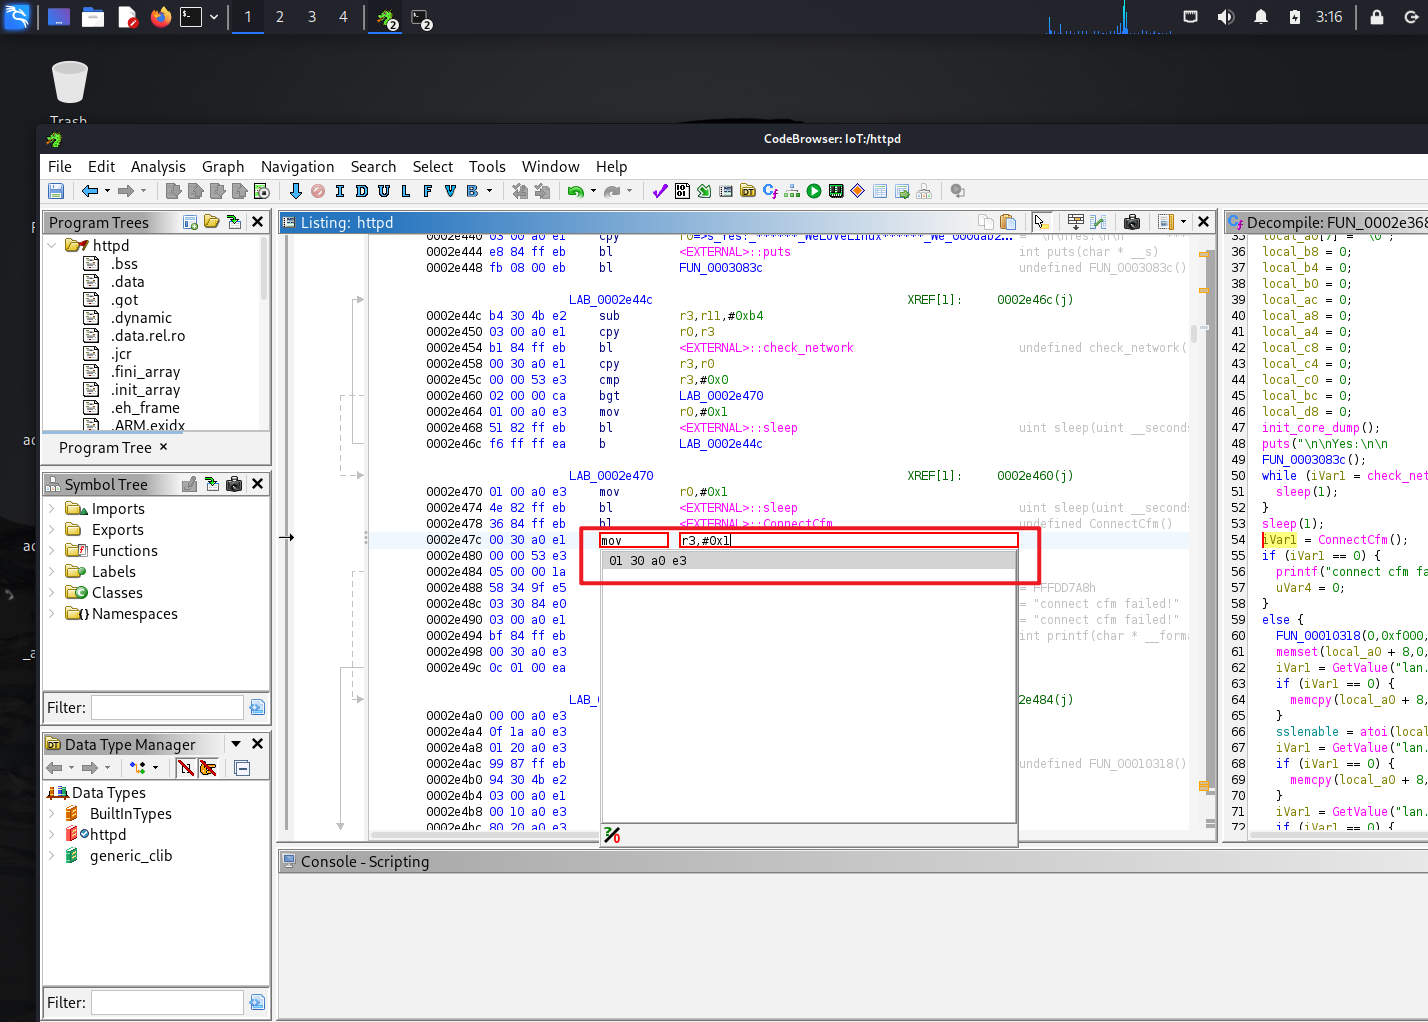 1 2 3 4
2
2
3:16
Trash
CodeBrowser: IoT:/httpd
File Edit Analysis Graph Navigation Search Select Tools Window Help
I D U L F V B
Program Trees
httpd
.bss
.data
.got
.dynamic
.data.rel.ro
.jcr
.fini_array
.init_array
.eh_frame
.ARM.exidx
Program Tree ×
Symbol Tree
Imports
Exports
Functions
Labels
Classes
Namespaces
Filter:
Data Type Manager
Data Types
BuiltInTypes
httpd
generic_clib
Filter:
Listing: httpd
0002e440 03 00 a0 e1 cpy r0=>s_Yes:_******_WeLoveLinux******_We_000dab2...
0002e444 e8 84 ff eb bl <EXTERNAL>::puts int puts(char * __s)
0002e448 fb 08 00 eb bl FUN_0003083c undefined FUN_0003083c()
LAB_0002e44c XREF[1]: 0002e46c(j)
0002e44c b4 30 4b e2 sub r3,r11,#0xb4
0002e450 03 00 a0 e1 cpy r0,r3
0002e454 b1 84 ff eb bl <EXTERNAL>::check_network undefined check_network(
0002e458 00 30 a0 e1 cpy r3,r0
0002e45c 00 00 53 e3 cmp r3,#0x0
0002e460 02 00 00 ca bgt LAB_0002e470
0002e464 01 00 a0 e3 mov r0,#0x1
0002e468 51 82 ff eb bl <EXTERNAL>::sleep uint sleep(uint __seconds
0002e46c f6 ff ff ea b LAB_0002e44c
LAB_0002e470 XREF[1]: 0002e460(j)
0002e470 01 00 a0 e3 mov r0,#0x1
0002e474 4e 82 ff eb bl <EXTERNAL>::sleep uint sleep(uint __seconds
0002e478 36 84 ff eb bl <EXTERNAL>::ConnectCfm undefined ConnectCfm()
0002e47c 00 30 a0 e1 mov r3,#0x1
0002e480 00 00 53 e3 01 30 a0 e3
0002e484 05 00 00 1a
0002e488 58 34 9f e5 = FFFDD7A8h
0002e48c 03 30 84 e0 = "connect cfm failed!"
0002e490 03 00 a0 e1 = "connect cfm failed!"
0002e494 bf 84 ff eb int printf(char * __forma
0002e498 00 30 a0 e3
0002e49c 0c 01 00 ea
LAB_ 2e484(j)
0002e4a0 00 00 a0 e3
0002e4a4 0f 1a a0 e3
0002e4a8 01 20 a0 e3
0002e4ac 99 87 ff eb undefined FUN_00010318()
0002e4b0 94 30 4b e2
0002e4b4 03 00 a0 e1
0002e4b8 00 10 a0 e3
0002e4bc 80 20 a0 e3
Decompile: FUN_0002e368
35 local_a0[7] = '\0';
36 local_b8 = 0;
37 local_b4 = 0;
38 local_b0 = 0;
39 local_ac = 0;
40 local_a8 = 0;
41 local_a4 = 0;
42 local_c8 = 0;
43 local_c4 = 0;
44 local_c0 = 0;
45 local_bc = 0;
46 local_d8 = 0;
47 init_core_dump();
48 puts("\n\nYes:\n\n
49 FUN_0003083c();
50 while (iVar1 = check_net
51 sleep(1);
52 }
53 sleep(1);
54 iVar1 = ConnectCfm();
55 if (iVar1 == 0) {
56 printf("connect cfm fa
57 uVar4 = 0;
58 }
59 else {
60 FUN_00010318(0,0xf000,
61 memset(local_a0 + 8,0,
62 iVar1 = GetValue("lan.
63 if (iVar1 == 0) {
64 memcpy(local_a0 + 8,
65 }
66 sslenable = atoi(loca
67 iVar1 = GetValue("lan.
68 if (iVar1 == 0) {
69 memcpy(local_a0 + 8,
70 }
71 iVar1 = GetValue("lan.
72 if (iVar1 == 0) {
Console - Scripting